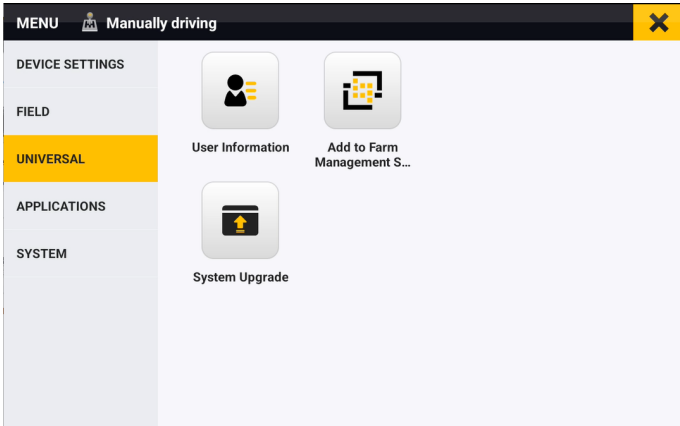 MENU Manually driving
DEVICE SETTINGS
FIELD
UNIVERSAL
APPLICATIONS
SYSTEM
User Information
Add to Farm
Management S...
System Upgrade